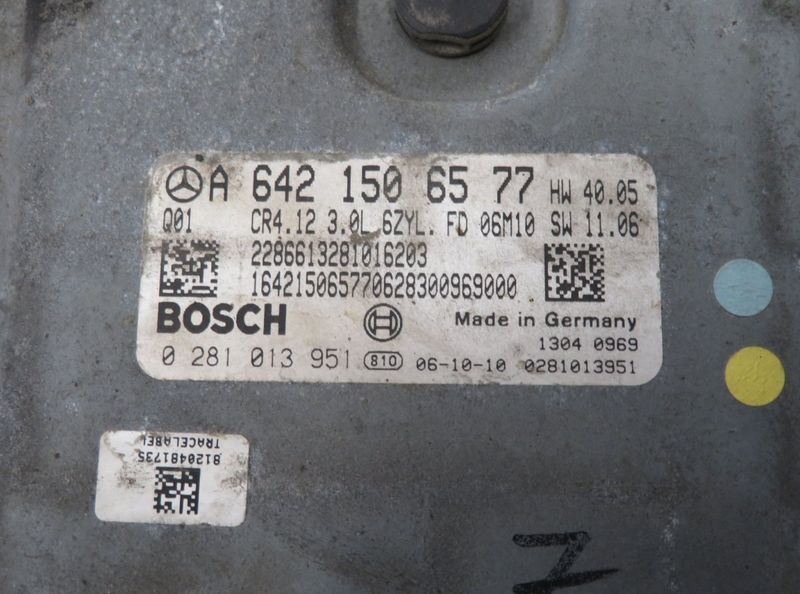 A 642 150 65 77 HW 40.05
Q01 CR4.12 3.0L 6ZYL. FD 06M10 SW 11.06
2286613281016203
164215065770628300969000
BOSCH Made in Germany
1304 0969
0 281 013 951 810 06-10-10 0281013951
TRACELABEL
8120481735